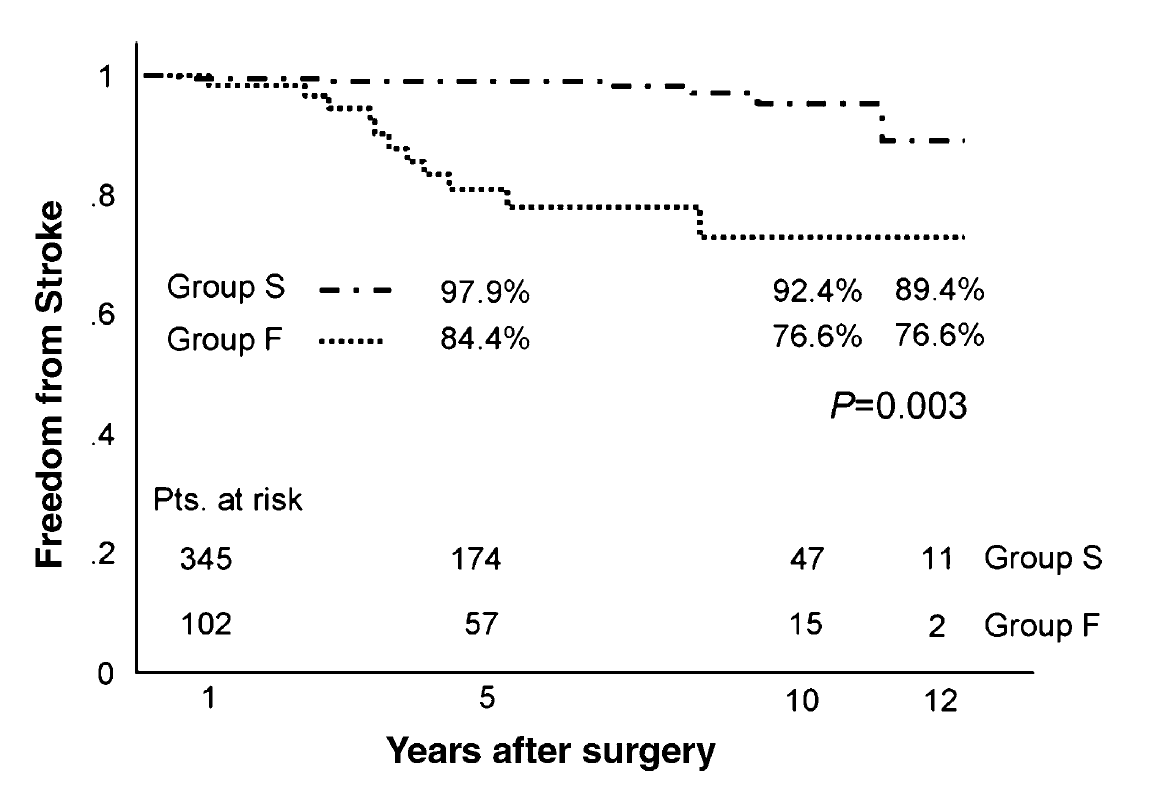 Freedom from Stroke
1
.8
.6
.4
.2
0
Group S 97.9% 92.4% 89.4%
Group F 84.4% 76.6% 76.6%
P=0.003
Pts. at risk
345 174 47 11 Group S
102 57 15 2 Group F
1 5 10 12
Years after surgery